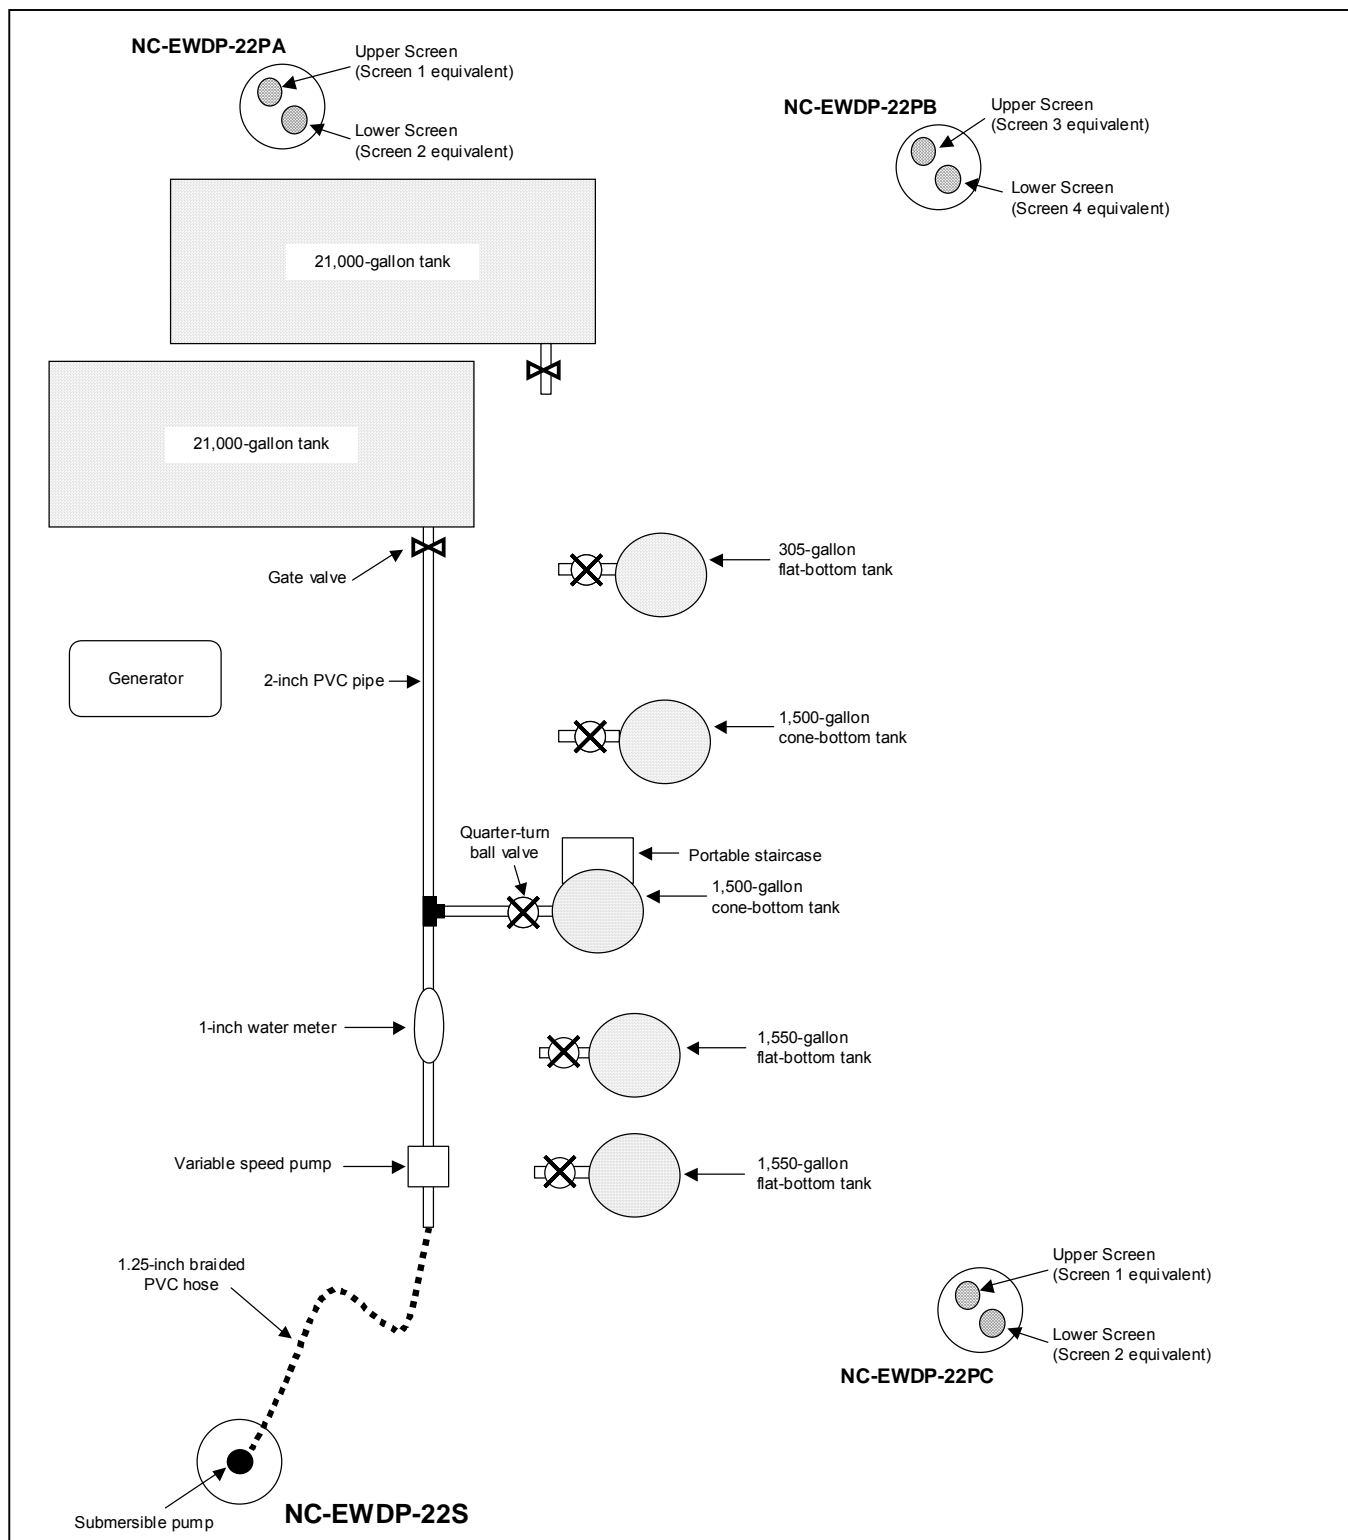 NC-EWDP-22PA
Upper Screen
(Screen 1 equivalent)
Lower Screen
(Screen 2 equivalent)
NC-EWDP-22PB
Upper Screen
(Screen 3 equivalent)
Lower Screen
(Screen 4 equivalent)
21,000-gallon tank
21,000-gallon tank
Gate valve
305-gallon
flat-bottom tank
Generator
2-inch PVC pipe
1,500-gallon
cone-bottom tank
Quarter-turn
ball valve
Portable staircase
1,500-gallon
cone-bottom tank
1-inch water meter
1,550-gallon
flat-bottom tank
Variable speed pump
1,550-gallon
flat-bottom tank
1.25-inch braided
PVC hose
Upper Screen
(Screen 1 equivalent)
Lower Screen
(Screen 2 equivalent)
NC-EWDP-22PC
Submersible pump
NC-EWDP-22S